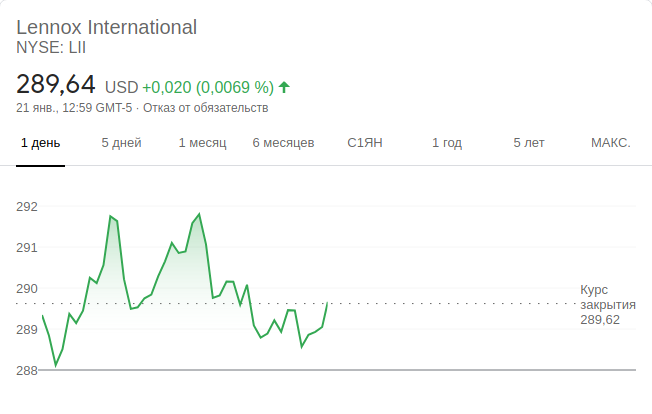 Lennox International
NYSE: LII
289,64 USD +0,020 (0,0069 %)
21 янв., 12:59 GMT-5 · Отказ от обязательств
1 день 5 дней 1 месяц 6 месяцев С1ЯН 1 год 5 лет МАКС.
292
291
290
289
288
Курс
закрытия
289,62